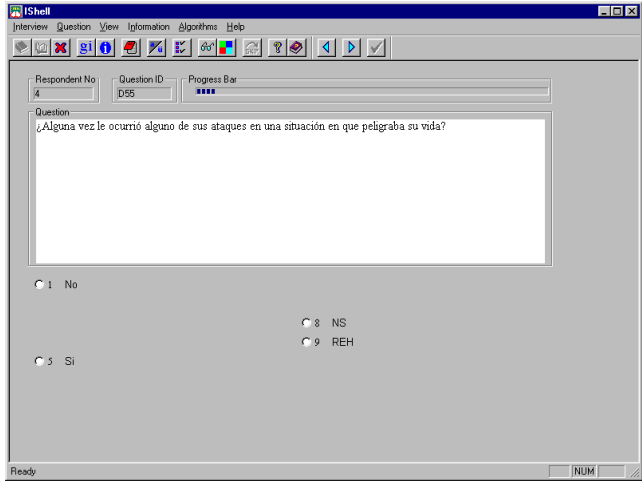 IShell
Interview Question View Information Algorithms Help
gi
Respondent No Question ID Progress Bar
4 D55
Question
¿Alguna vez le ocurrió alguno de sus ataques en una situación en que peligraba su vida?
1 No
8 NS
9 REH
5 Si
Ready NUM